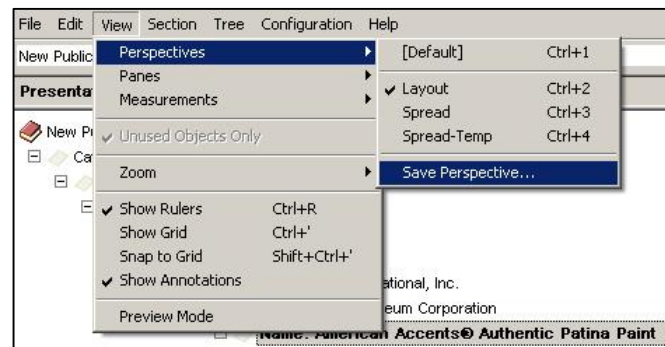 File Edit View Section Tree Configuration Help
New Public
Perspectives
[Default] Ctrl+1
Panes
Presenta
Measurements
Layout Ctrl+2
Spread Ctrl+3
New Pu
Unused Objects Only
Spread-Temp Ctrl+4
Ca
Zoom
Save Perspective...
Show Rulers Ctrl+R
Show Grid Ctrl+'
Snap to Grid Shift+Ctrl+'
Show Annotations
ational, Inc.
eum Corporation
Preview Mode
Name: American Accents® Authentic Patina Paint